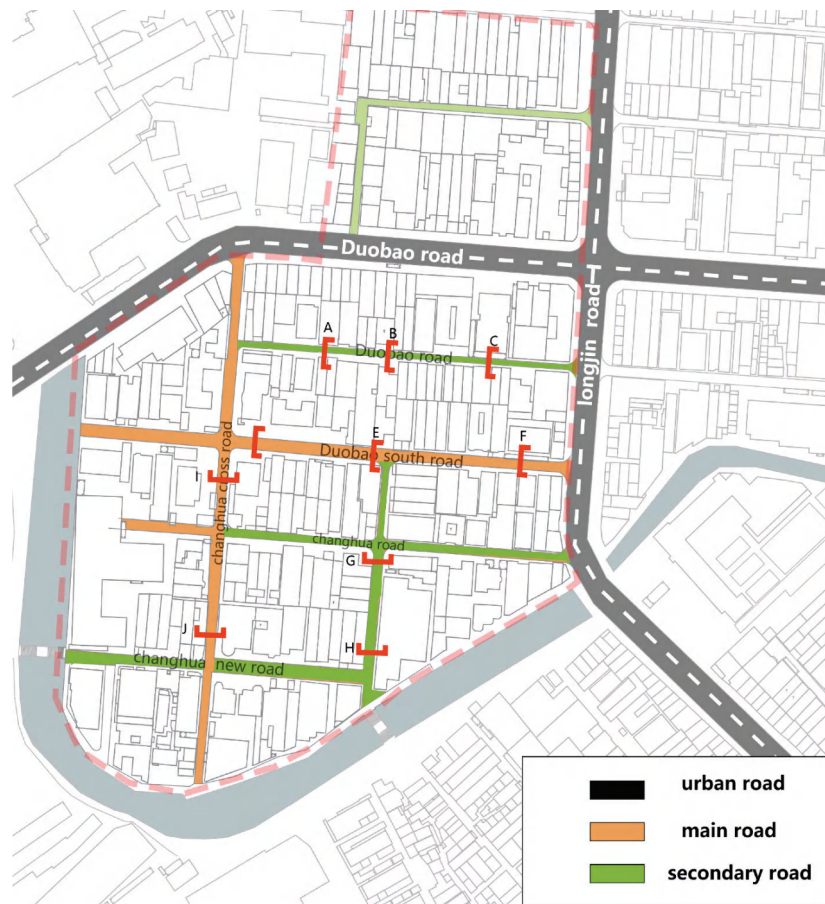 Duobao road
longjin road
A
B
C
Duobao road
E
F
Duobao south road
changhua cross road
I
changhua road
G
J
H
changhua new road
urban road
main road
secondary road